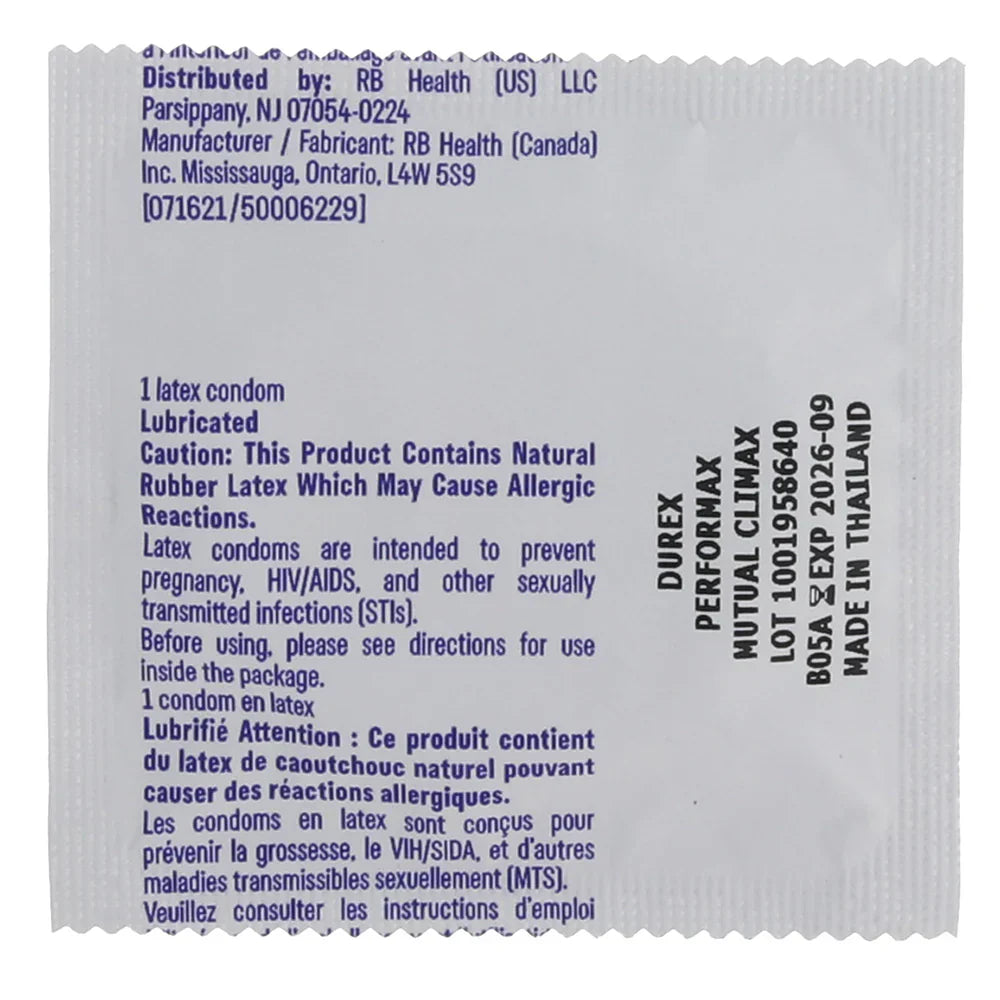 Distributed by: RB Health (US) LLC
Parsippany, NJ 07054-0224
Manufacturer / Fabricant: RB Health (Canada)
Inc. Mississauga, Ontario, L4W 5S9
[071621/50006229]
1 latex condom
Lubricated
Caution: This Product Contains Natural
Rubber Latex Which May Cause Allergic
Reactions.
Latex condoms are intended to prevent
pregnancy, HIV/AIDS, and other sexually
transmitted infections (STIs).
Before using, please see directions for use
inside the package.
1 condom en latex
Lubrifié Attention : Ce produit contient
du latex de caoutchouc naturel pouvant
causer des réactions allergiques.
Les condoms en latex sont conçus pour
prévenir la grossesse, le VIH/SIDA, et d'autres
maladies transmissibles sexuellement (MTS).
Veuillez consulter les instructions d'emploi
DUREX
PERFORMAX
MUTUAL CLIMAX
LOT 1001958640
B05A EXP 2026-09
MADE IN THAILAND